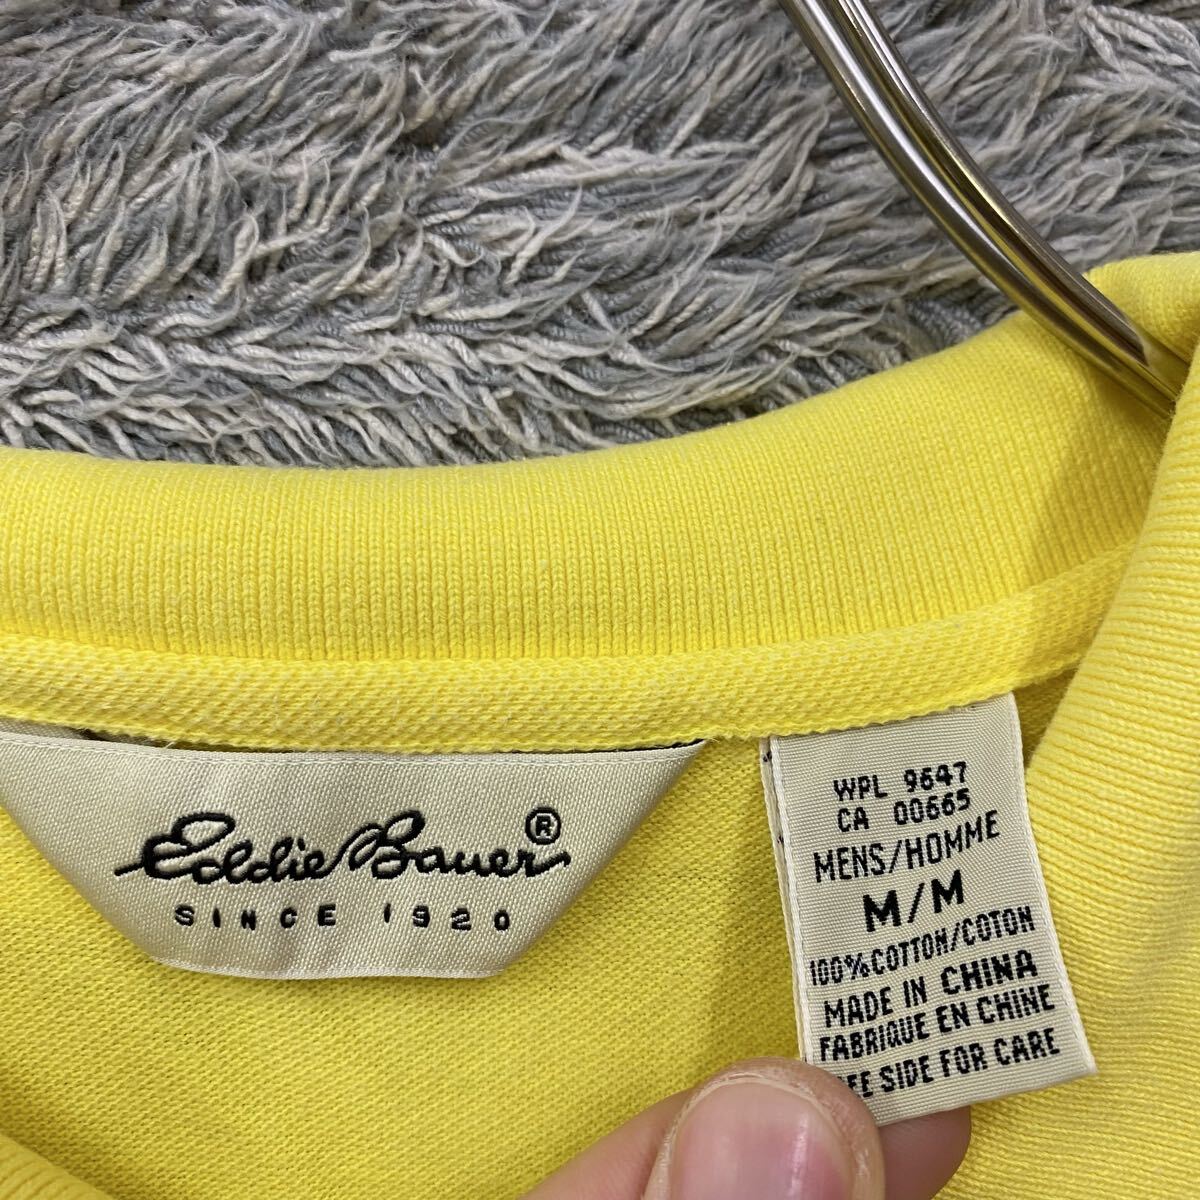 Eddie Bauer®
SINCE 1920
WPL 9647
CA 00665
MENS/HOMME
M/M
100% COTTON/COTON
MADE IN CHINA
FABRIQUE EN CHINE
SIDE FOR CARE